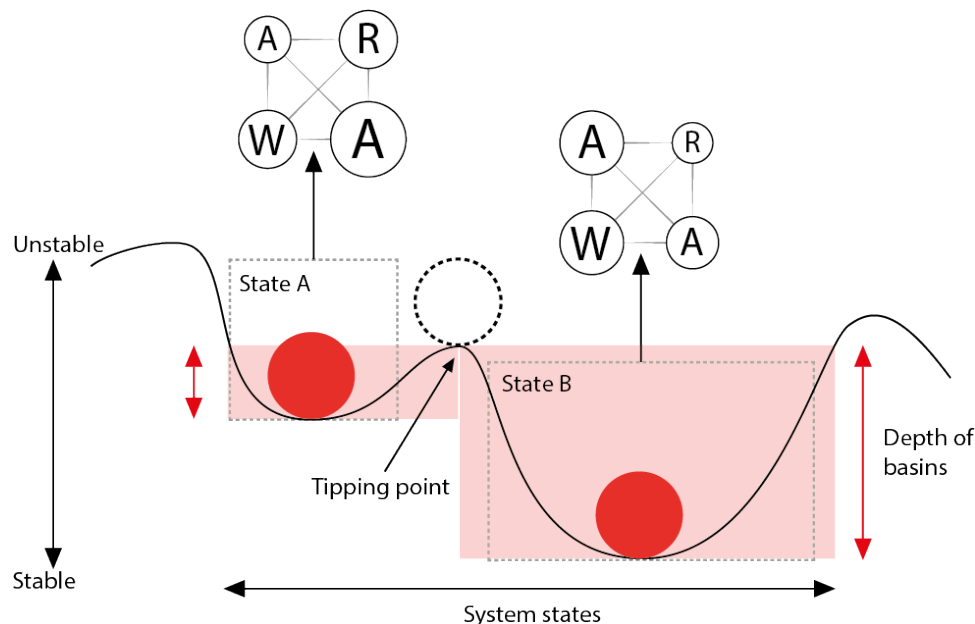 A R
W A
A R
W A
Unstable
State A
State B
Tipping point
Depth of
basins
Stable
System states